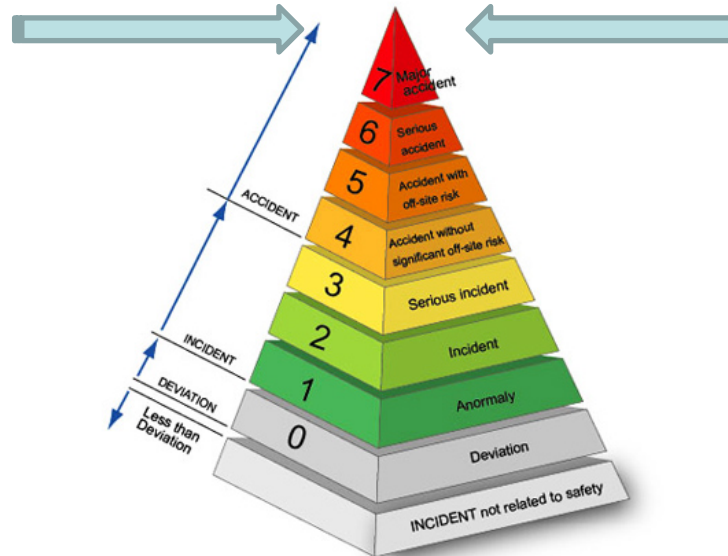 7
Major
accident
6
Serious
accident
5
Accident with
off-site risk
ACCIDENT
4
Accident without
significant off-site risk
3
Serious incident
2
Incident
INCIDENT
1
Anormaly
DEVIATION
0
Deviation
Less than
Deviation
INCIDENT not related to safety